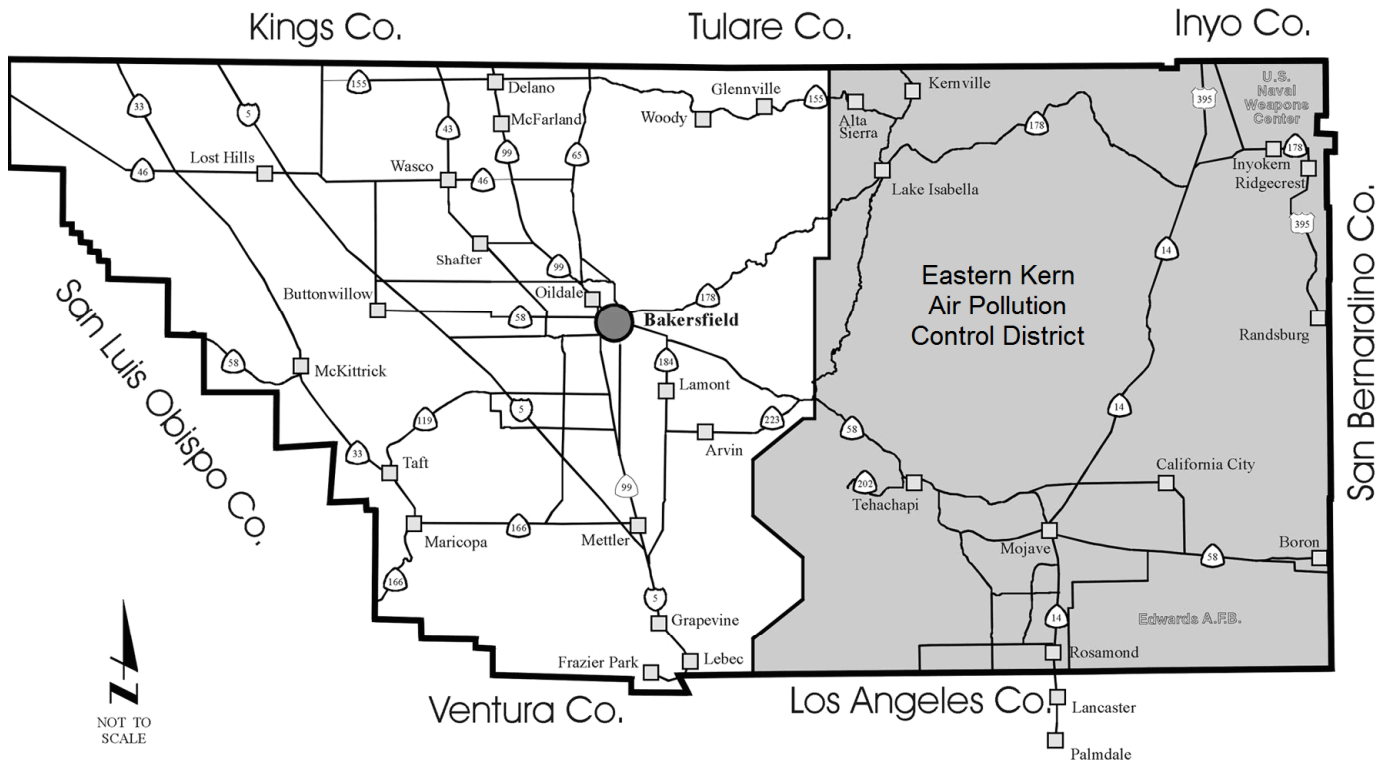 Kings Co.
Tulare Co.
Inyo Co.
33
5
155
Delano
43
McFarland
99
65
Woody
Glennville
155
Alta
Sierra
Kernville
178
395
U.S.
Naval
Weapons
Center
46
Lost Hills
Wasco
46
Lake Isabella
Inyokern
178
Ridgecrest
395
Shafter
99
14
Buttonwillow
Oildale
178
58
Bakersfield
Eastern Kern
Air Pollution
Control District
Randsburg
San Bernardino Co.
San Luis Obispo Co.
58
McKittrick
184
Lamont
119
5
223
Arvin
58
14
33
Taft
99
202
Tehachapi
California City
Maricopa
166
Mettler
Mojave
58
Boron
166
5
Grapevine
14
Edwards A.F.B.
Frazier Park
Lebec
Rosamond
N
NOT TO
SCALE
Ventura Co.
Los Angeles Co.
Lancaster
Palmdale